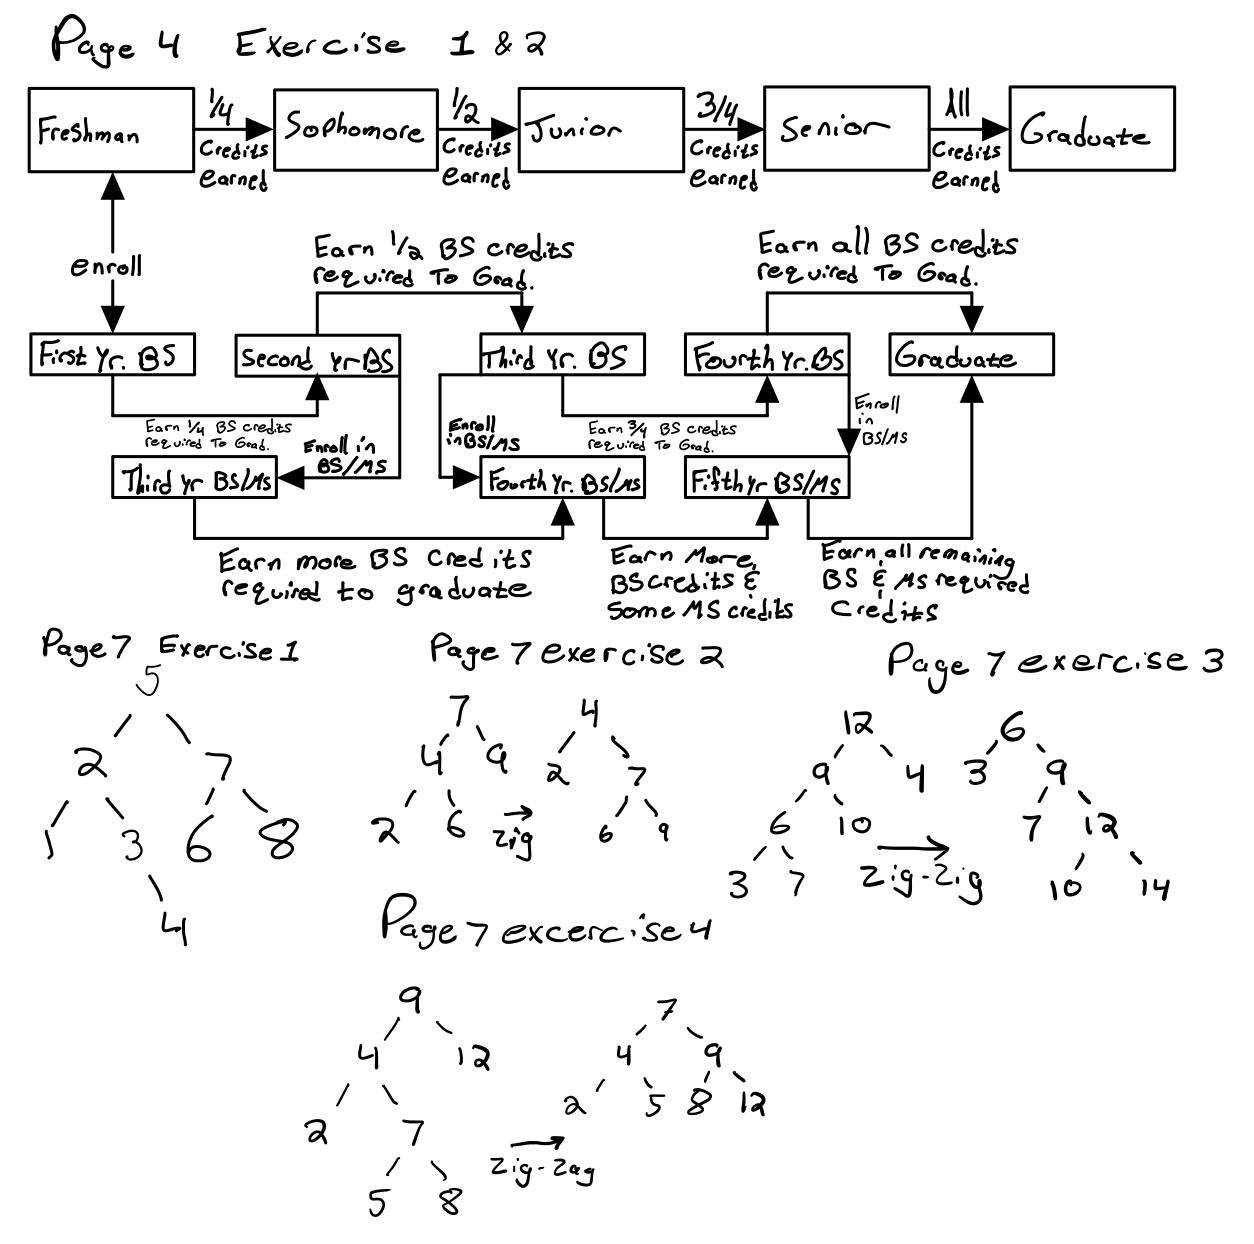 Page 4 Exercise 1 & 2
Freshman
1/4
Credits
earned
Sophomore
1/2
Credits
earned
Junior
3/4
Credits
earned
Senior
All
Credits
earned
Graduate
enroll
Earn 1/2 BS credits
required To Grad.
Earn all BS credits
required To Grad.
First Yr. BS
Second yr BS
Third Yr. BS
Fourth Yr. BS
Graduate
Earn 1/4 BS credits
required To Grad.
Enroll in
BS/MS
Enroll
in BS/MS
Earn 3/4 BS credits
required To Grad.
Enroll
in
BS/MS
Third yr BS/MS
Fourth Yr. BS/MS
Fifth yr BS/MS
Earn more BS Credits
required to graduate
Earn More
BS credits &
Some MS credits
Earn all remaining
BS & MS required
Credits
Page 7 Exercise 1
5
2 7
1 3 6 8
4
Page 7 exercise 2
7
4 9
2 6
zig
4
2 7
6 9
Page 7 exercise 3
12
9 4
6 10
3 7
Zig-Zig
6
3 9
7 12
10 14
Page 7 excercise 4
9
4 12
2 7
5 8
Zig-Zag
7
4 9
2 5 8 12